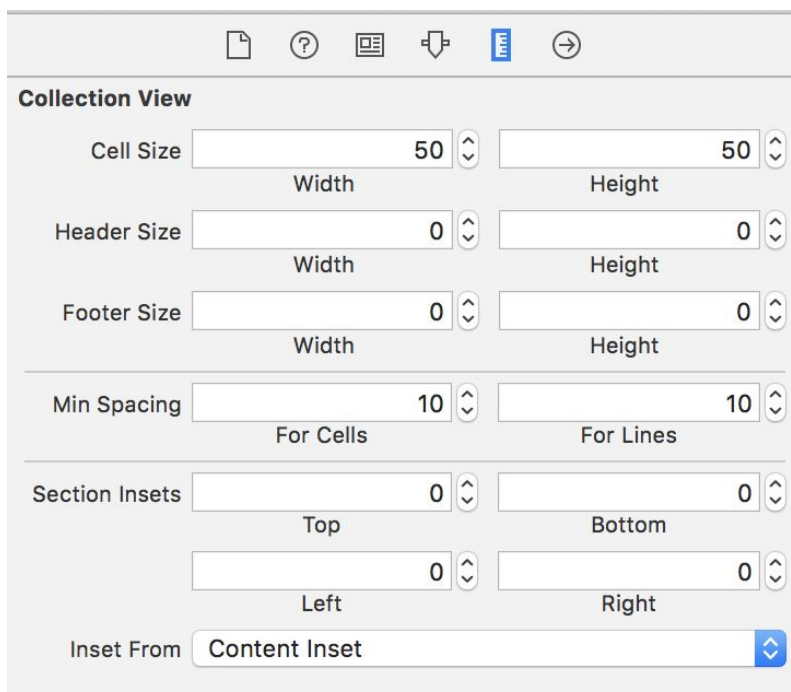 Collection View
Cell Size 50 50
Width Height
Header Size 0 0
Width Height
Footer Size 0 0
Width Height
Min Spacing 10 10
For Cells For Lines
Section Insets 0 0
Top Bottom
0 0
Left Right
Inset From Content Inset